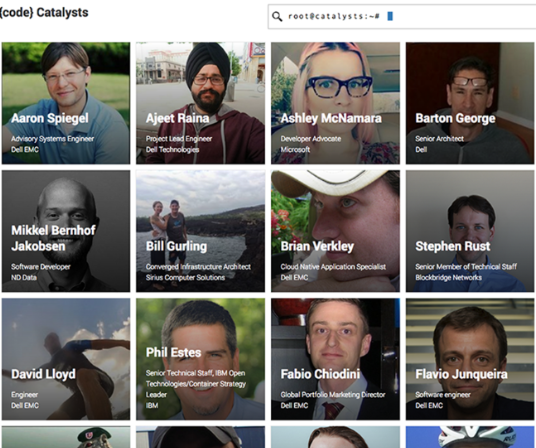 {code} Catalysts
root@catalysts:~#
Aaron Spiegel
Advisory Systems Engineer
Dell EMC
Ajeet Raina
Project Lead Engineer
Dell Technologies
Ashley McNamara
Developer Advocate
Microsoft
Barton George
Senior Architect
Dell
Mikkel Bernhof
Jakobsen
Software Developer
ND Data
Bill Gurling
Converged Infrastructure Architect
Sirius Computer Solutions
Brian Verkley
Cloud Native Application Specialist
Dell EMC
Stephen Rust
Senior Member of Technical Staff
Blockbridge Networks
David Lloyd
Engineer
Dell EMC
Phil Estes
Senior Technical Staff, IBM Open
Technologies/Container Strategy
Leader
IBM
Fabio Chiodini
Global Portfolio Marketing Director
Dell EMC
Flavio Junqueira
Software engineer
Dell EMC